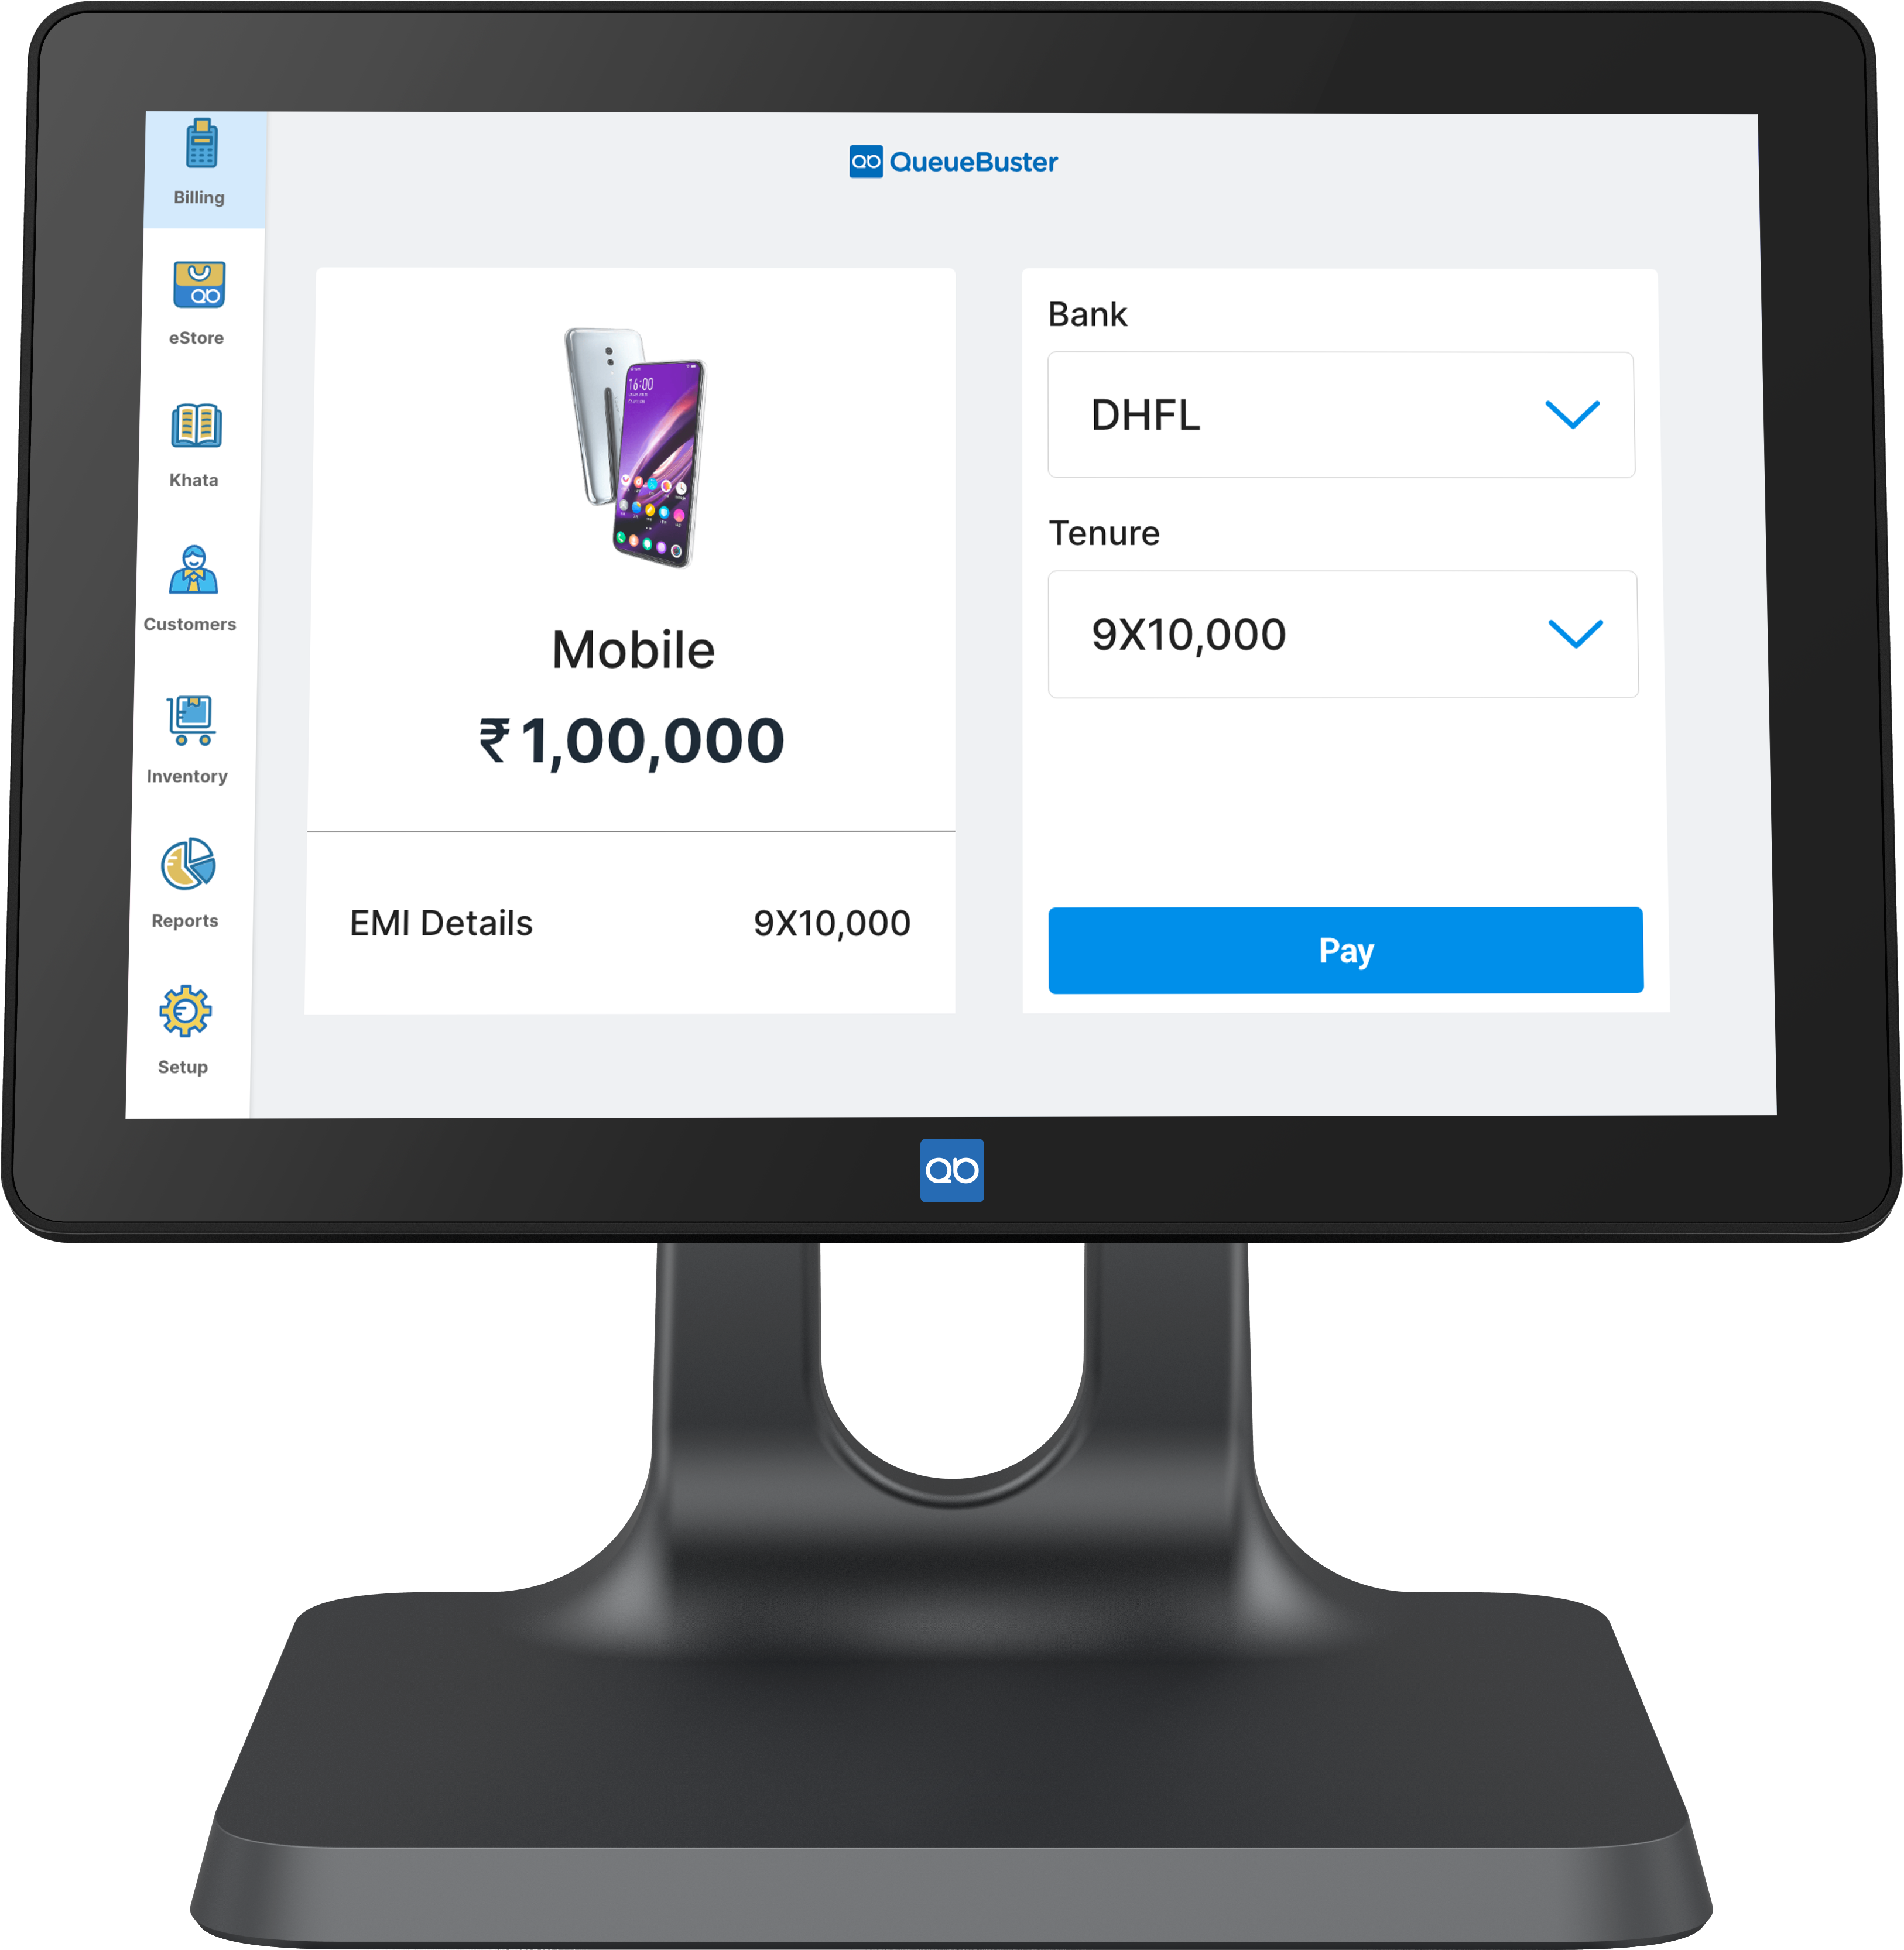 QueueBuster
Billing
eStore
Khata
Customers
Inventory
Reports
Setup
16:00
Mobile
₹1,00,000
EMI Details 9X10,000
Bank
DHFL
Tenure
9X10,000
Pay